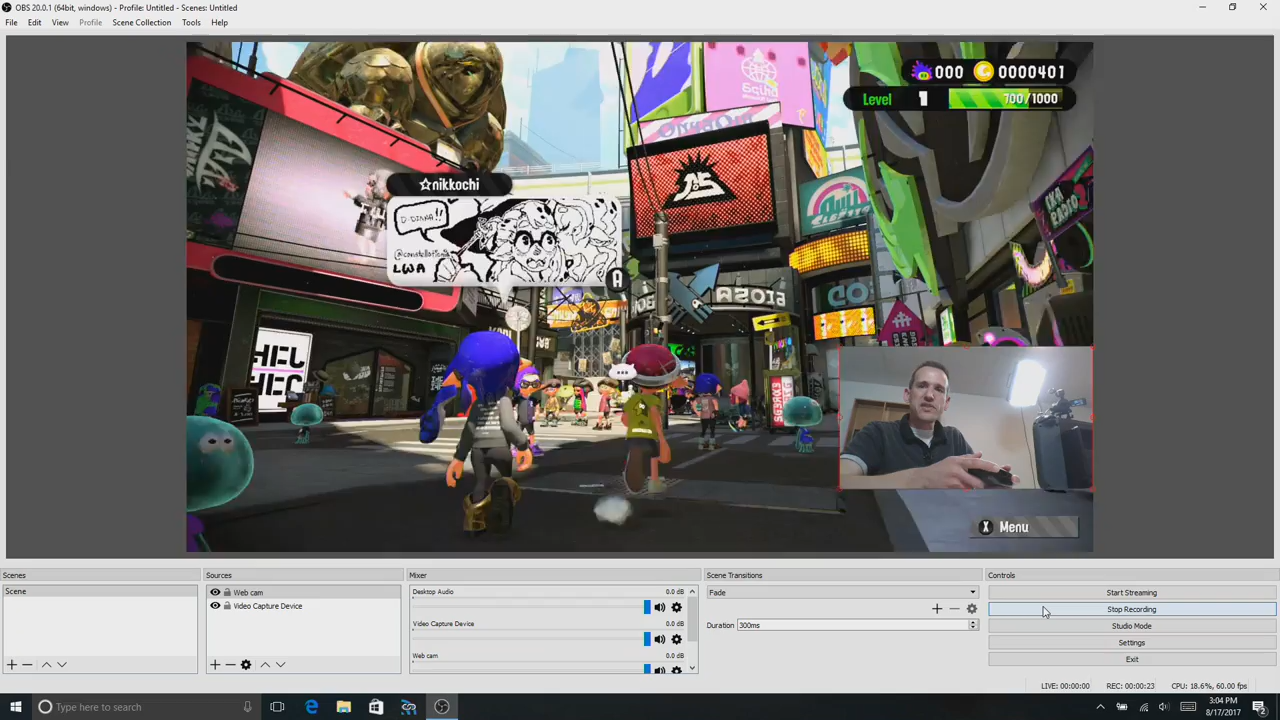 OBS 20.0.1 (64bit, windows) - Profile: Untitled - Scenes: Untitled
File Edit View Profile Scene Collection Tools Help
000 0000401
Level 1 700/1000
☆nikkochi
D-DINNA!!
LWA
A
IKA
RADIO
X Menu
Scenes
Scene
Sources
Web cam
Video Capture Device
Mixer
Desktop Audio 0.0 dB
Video Capture Device 0.0 dB
Web cam 0.0 dB
Scene Transitions
Fade
Duration 300ms
Controls
Start Streaming
Stop Recording
Studio Mode
Settings
Exit
LIVE: 00:00:00 REC: 00:00:23 CPU: 18.6%, 60.00 fps
Type here to search
3:04 PM
8/17/2017
2